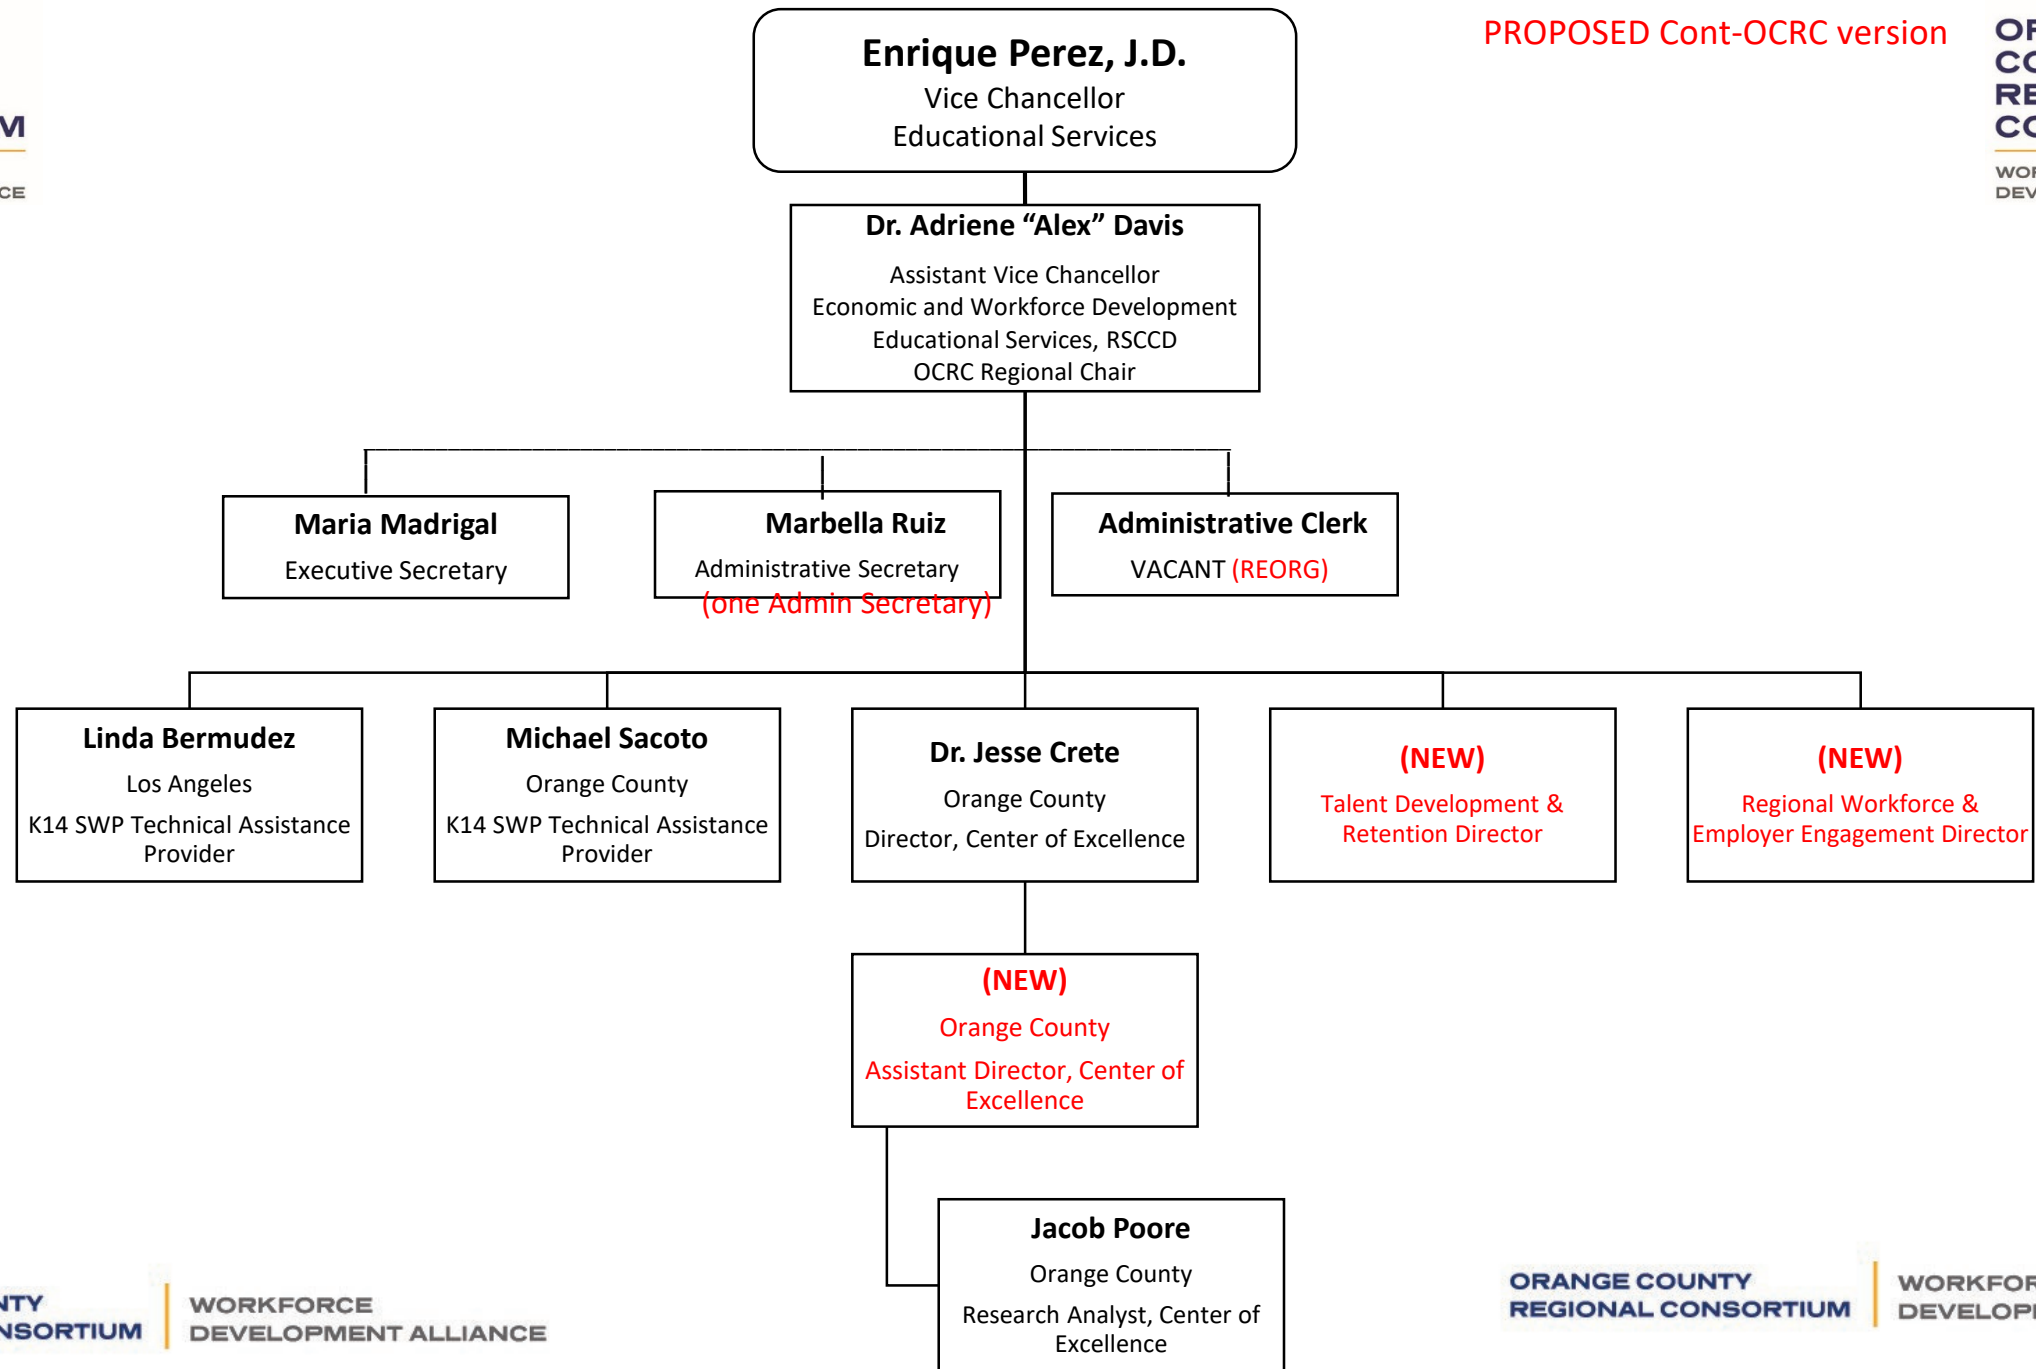 PROPOSED Cont-OCRC version
Enrique Perez, J.D.
Vice Chancellor
Educational Services
Dr. Adriene “Alex” Davis
Assistant Vice Chancellor
Economic and Workforce Development
Educational Services, RSCCD
OCRC Regional Chair
Maria Madrigal
Executive Secretary
Marbella Ruiz
Administrative Secretary
(one Admin Secretary)
Administrative Clerk
VACANT (REORG)
Linda Bermudez
Los Angeles
K14 SWP Technical Assistance
Provider
Michael Sacoto
Orange County
K14 SWP Technical Assistance
Provider
Dr. Jesse Crete
Orange County
Director, Center of Excellence
(NEW)
Talent Development &
Retention Director
(NEW)
Regional Workforce &
Employer Engagement Director
(NEW)
Orange County
Assistant Director, Center of
Excellence
Jacob Poore
Orange County
Research Analyst, Center of
Excellence
WORKFORCE
DEVELOPMENT ALLIANCE
ORANGE COUNTY
REGIONAL CONSORTIUM